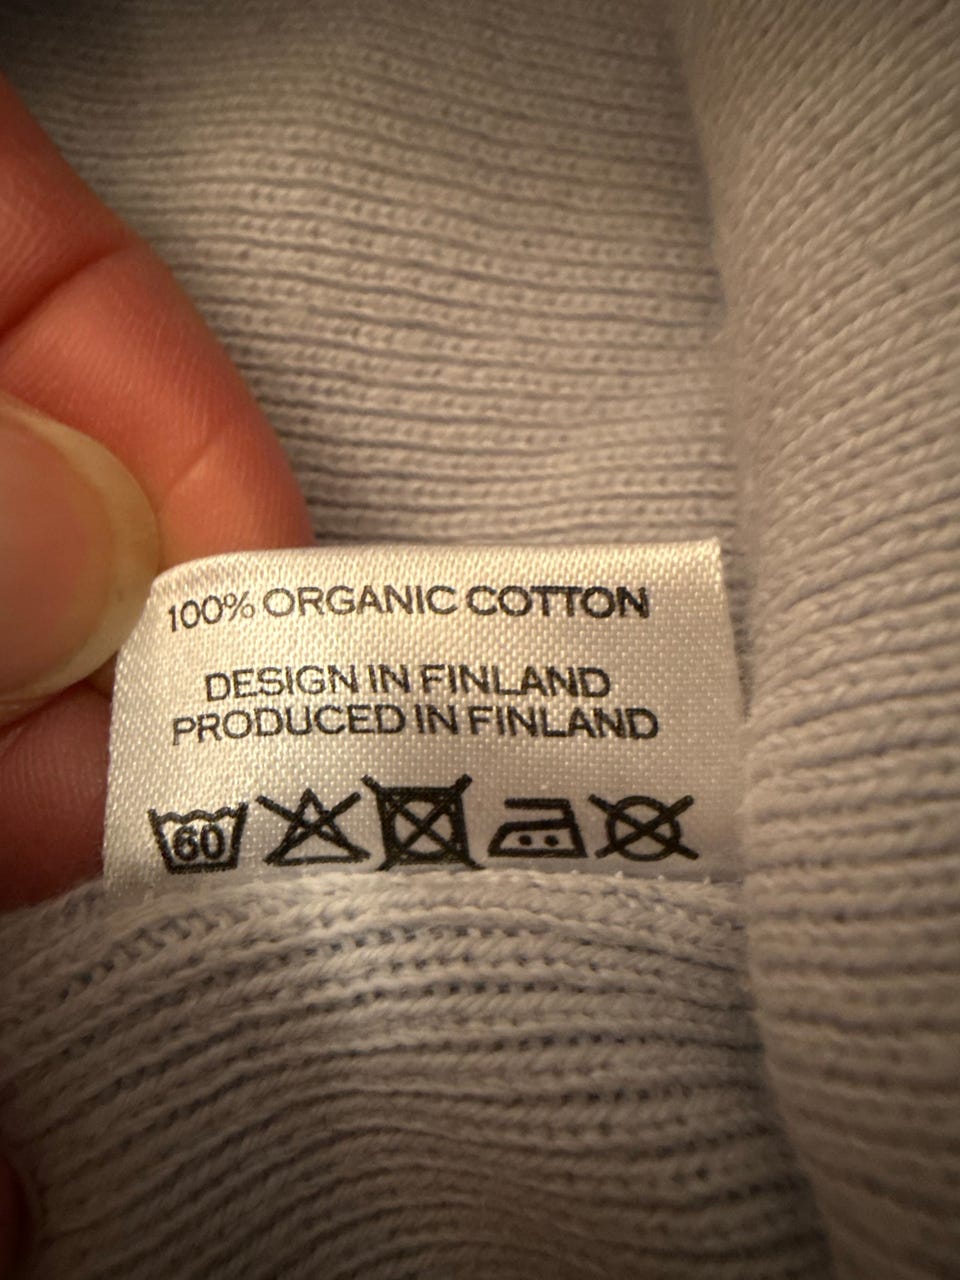 100% ORGANIC COTTON
DESIGN IN FINLAND
PRODUCED IN FINLAND
60